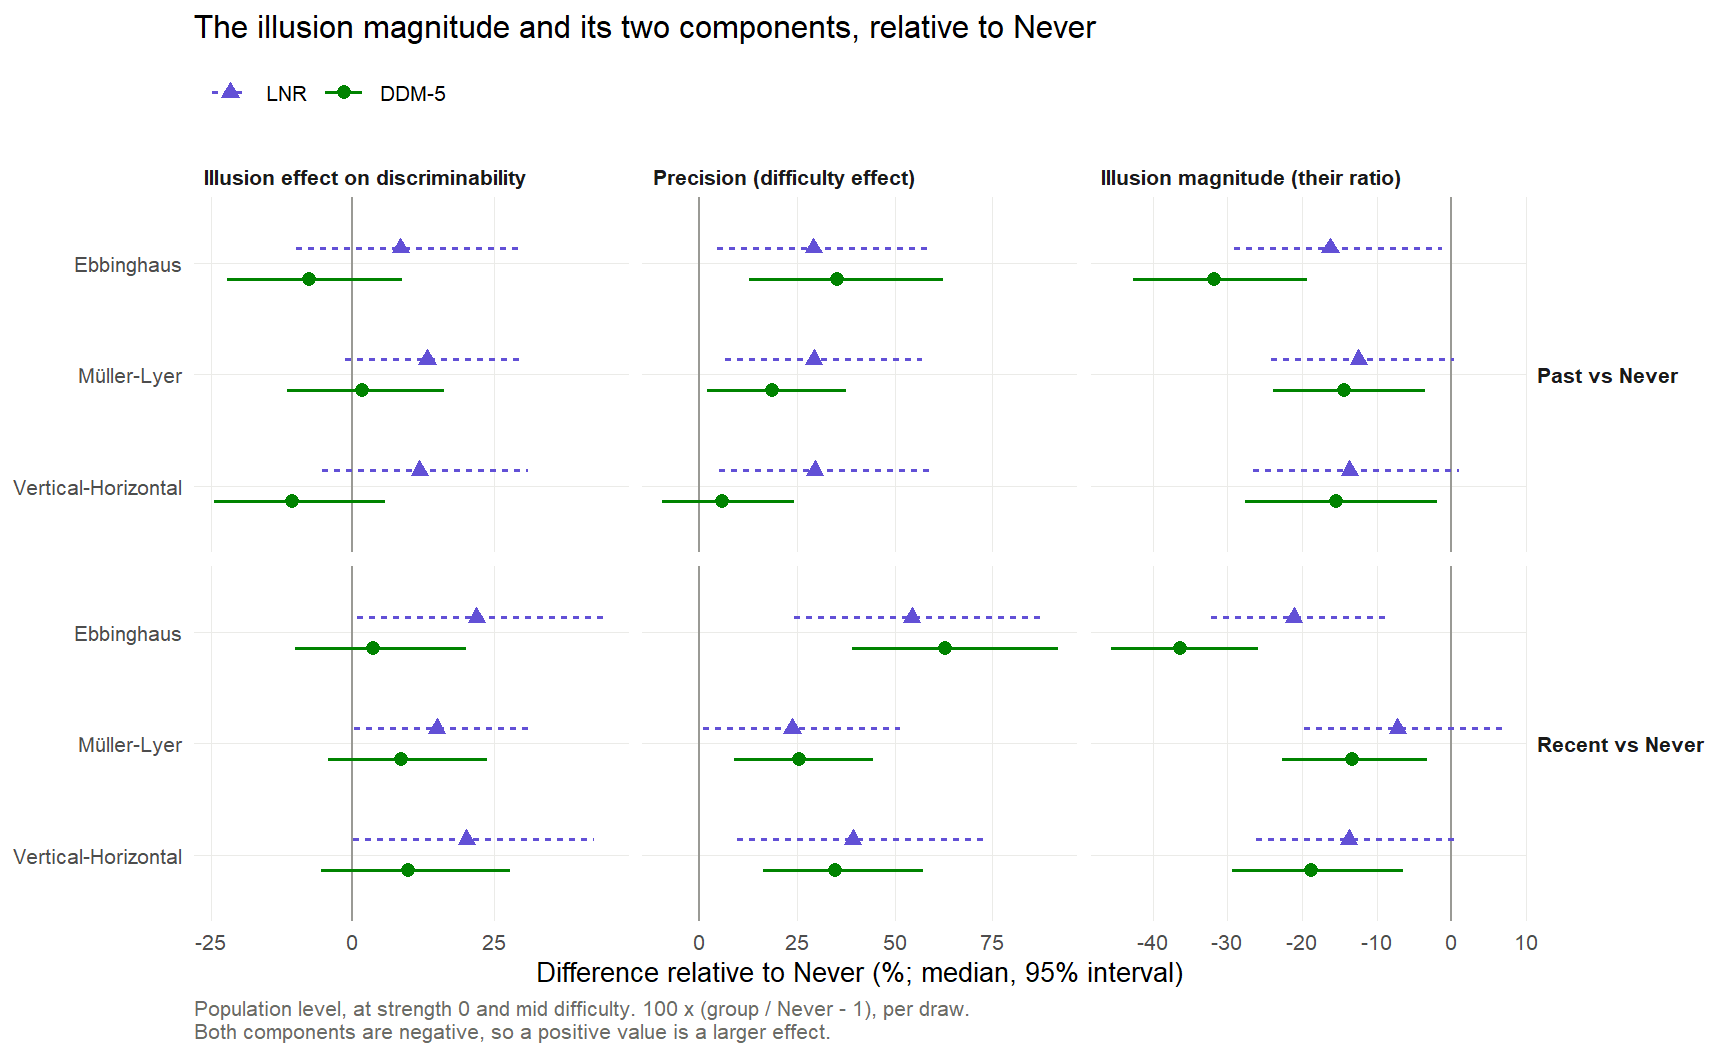 The illusion magnitude and its two components, relative to Never
LNR DDM-5
Illusion effect on discriminability Precision (difficulty effect) Illusion magnitude (their ratio)
Ebbinghaus
Müller-Lyer Past vs Never
Vertical-Horizontal
Ebbinghaus
Müller-Lyer Recent vs Never
Vertical-Horizontal
-25 0 25 0 25 50 75 -40 -30 -20 -10 0 10
Difference relative to Never (%; median, 95% interval)
Population level, at strength 0 and mid difficulty. 100 x (group / Never - 1), per draw.
Both components are negative, so a positive value is a larger effect.